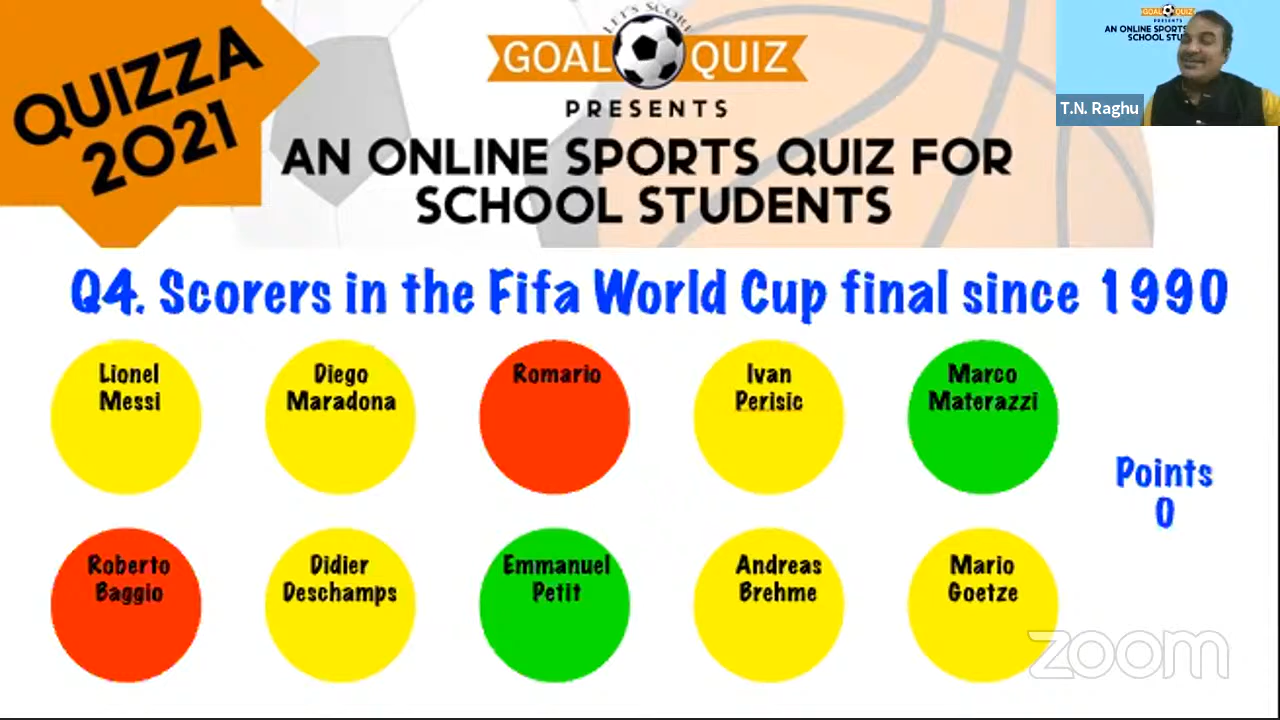 QUIZZA
2021
LET'S SCORE
GOAL QUIZ
PRESENTS
AN ONLINE SPORTS QUIZ FOR
SCHOOL STUDENTS
GOAL QUIZ
PRESENTS
AN ONLINE SPORTS
SCHOOL STU
T.N. Raghu
Q4. Scorers in the Fifa World Cup final since 1990
Lionel
Messi
Diego
Maradona
Romario
Ivan
Perisic
Marco
Materazzi
Points
0
Roberto
Baggio
Didier
Deschamps
Emmanuel
Petit
Andreas
Brehme
Mario
Goetze
zoom